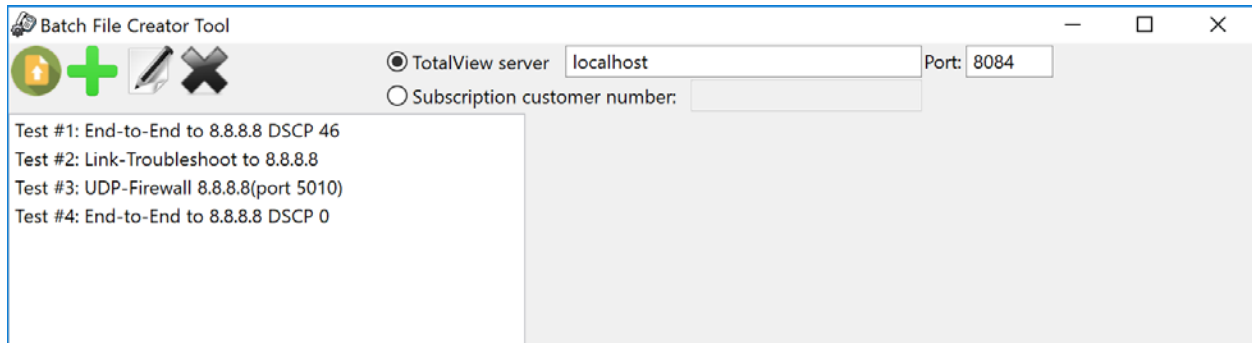 Batch File Creator Tool
TotalView server localhost Port: 8084
Subscription customer number:
Test #1: End-to-End to 8.8.8.8 DSCP 46
Test #2: Link-Troubleshoot to 8.8.8.8
Test #3: UDP-Firewall 8.8.8.8(port 5010)
Test #4: End-to-End to 8.8.8.8 DSCP 0